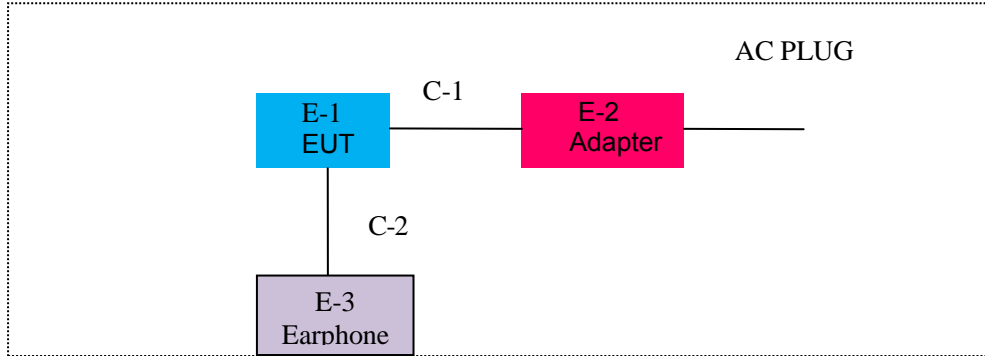 AC PLUG
C-1
E-1
EUT
E-2
Adapter
C-2
E-3
Earphone